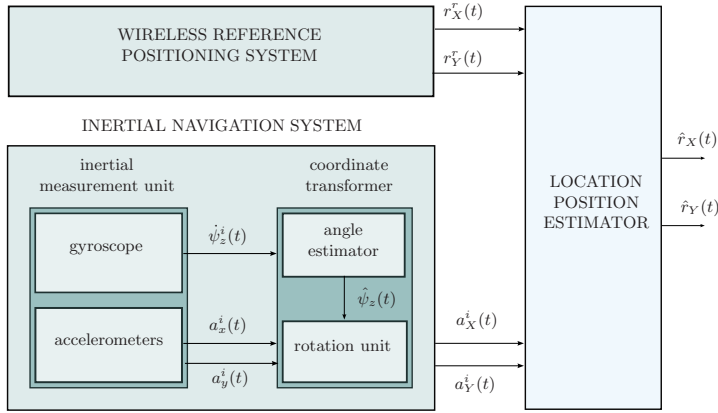 WIRELESS REFERENCE
POSITIONING SYSTEM
r_X^r(t)
r_Y^r(t)
INERTIAL NAVIGATION SYSTEM
inertial
measurement unit
coordinate
transformer
gyroscope
ψ̇_z^i(t)
angle
estimator
ψ̂_z(t)
accelerometers
a_x^i(t)
a_y^i(t)
rotation unit
a_X^i(t)
a_Y^i(t)
LOCATION
POSITION
ESTIMATOR
r̂_X(t)
r̂_Y(t)